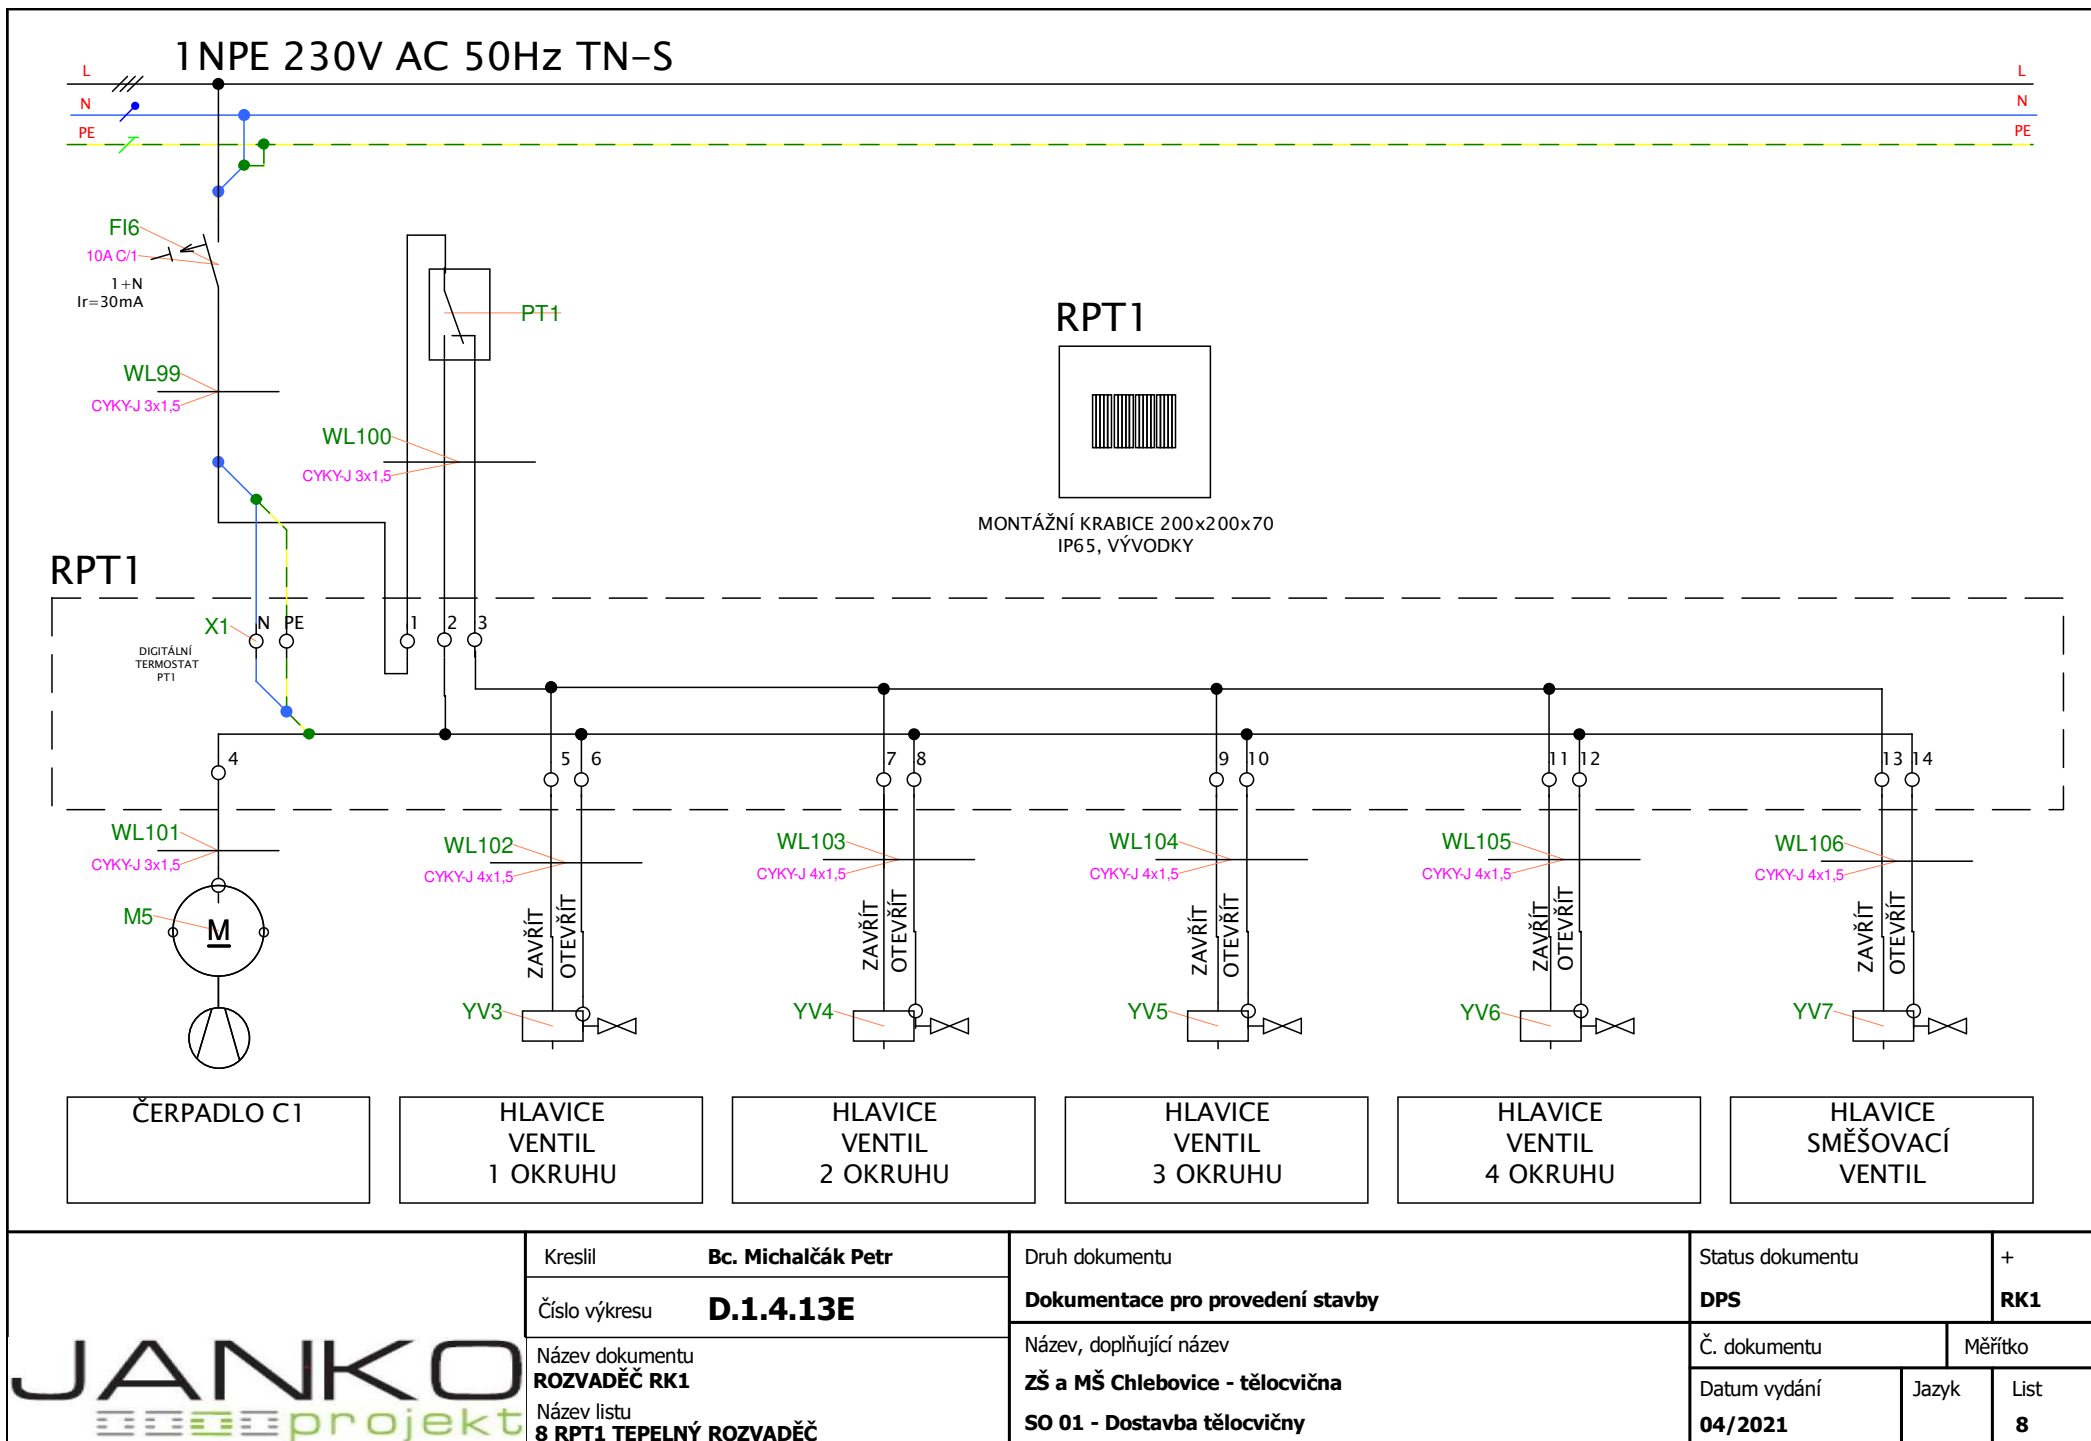 1NPE 230V AC 50Hz TN-S
L
L
N
N
PE
PE
FI6
10A C/1
1+N
Ir=30mA
PT1
RPT1
WL99
CYKY-J 3x1,5
WL100
CYKY-J 3x1,5
MONTÁŽNÍ KRABICE 200x200x70
IP65, VÝVODKY
RPT1
X1
N PE
1 2 3
DIGITÁLNÍ
TERMOSTAT
PT1
4
5 6
7 8
9 10
11 12
13 14
WL101
CYKY-J 3x1,5
WL102
CYKY-J 4x1,5
WL103
CYKY-J 4x1,5
WL104
CYKY-J 4x1,5
WL105
CYKY-J 4x1,5
WL106
CYKY-J 4x1,5
ZAVŘÍT
OTEVŘÍT
ZAVŘÍT
OTEVŘÍT
ZAVŘÍT
OTEVŘÍT
ZAVŘÍT
OTEVŘÍT
ZAVŘÍT
OTEVŘÍT
M5
M
YV3
YV4
YV5
YV6
YV7
ČERPADLO C1
HLAVICE
VENTIL
1 OKRUHU
HLAVICE
VENTIL
2 OKRUHU
HLAVICE
VENTIL
3 OKRUHU
HLAVICE
VENTIL
4 OKRUHU
HLAVICE
SMĚŠOVACÍ
VENTIL
JANKO
projekt
Kreslil Bc. Michalčák Petr
Číslo výkresu D.1.4.13E
Název dokumentu
ROZVADĚČ RK1
Název listu
8 RPT1 TEPELNÝ ROZVADĚČ
Druh dokumentu
Dokumentace pro provedení stavby
Název, doplňující název
ZŠ a MŠ Chlebovice - tělocvična
SO 01 - Dostavba tělocvičny
Status dokumentu
DPS
+
RK1
Č. dokumentu
Měřítko
Datum vydání
04/2021
Jazyk
List
8